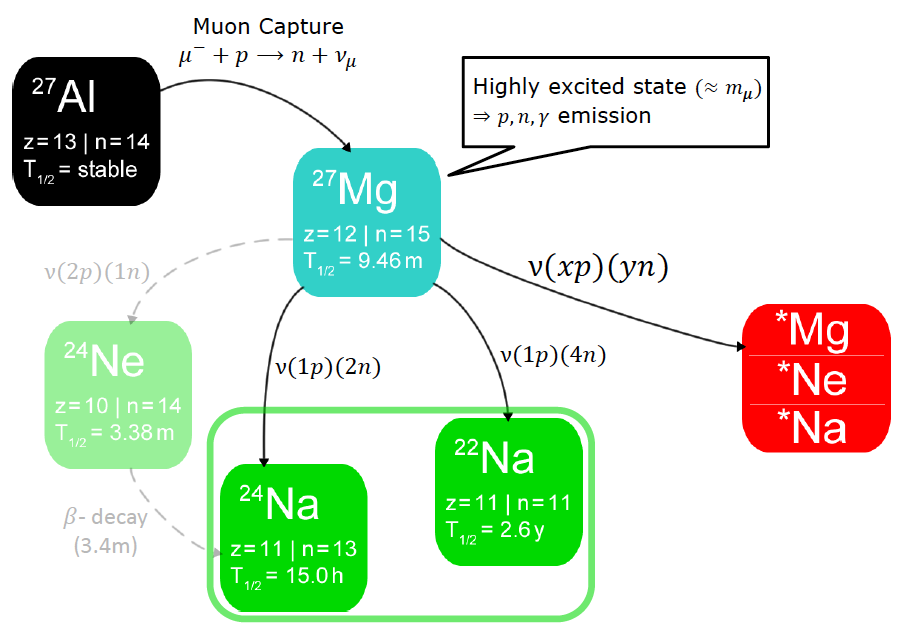 Muon Capture
μ⁻ + p ⟶ n + ν_μ
²⁷Al
z=13 | n=14
T₁/₂ = stable
Highly excited state (≈ m_μ)
⇒ p, n, γ emission
²⁷Mg
z=12 | n=15
T₁/₂ = 9.46 m
ν(xp)(yn)
ν(2p)(1n)
*Mg
*Ne
*Na
²⁴Ne
z=10 | n=14
T₁/₂ = 3.38 m
ν(1p)(2n)
ν(1p)(4n)
²²Na
z=11 | n=11
T₁/₂ = 2.6 y
β- decay
(3.4m)
²⁴Na
z=11 | n=13
T₁/₂ = 15.0 h